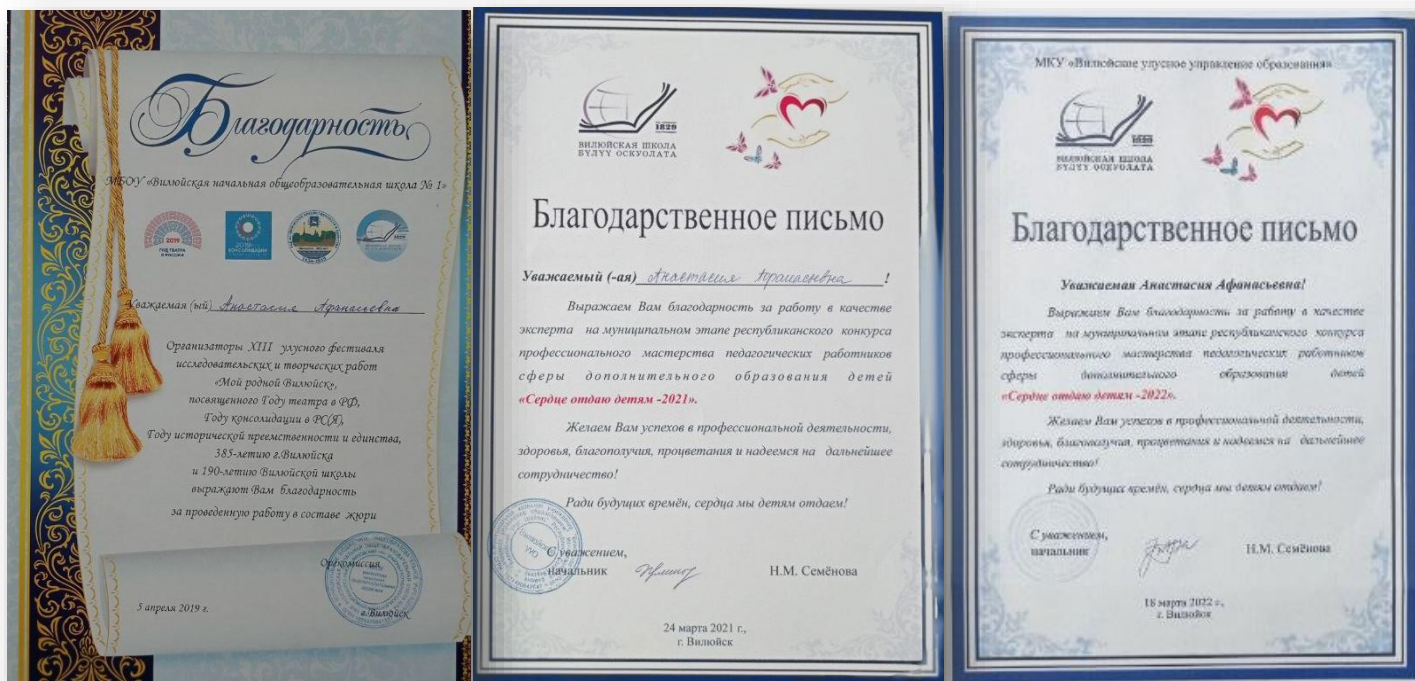 Благодарность
МБОУ «Вилюйская начальная общеобразовательная школа № 1»
2019
ГОД ТЕАТРА
В РОССИИ
Уважаемая (ый) Анастасия Афанасьевна
Организаторы XIII улусного фестиваля
исследовательских и творческих работ
«Мой родной Вилюйск»,
посвященного Году театра в РФ,
Году консолидации в РС(Я),
Году исторической преемственности и единства,
385-летию г.Вилюйска
и 190-летию Вилюйской школы
выражают Вам благодарность
за проведенную работу в составе жюри
Оргкомиссия
5 апреля 2019 г.
г.Вилюйск
1829
ВИЛЮЙСКАЯ ШКОЛА
БҮЛҮҮ ОСКУОЛАТА
Благодарственное письмо
Уважаемый (-ая) Анастасия Афанасьевна !
Выражаем Вам благодарность за работу в качестве
эксперта на муниципальном этапе республиканского конкурса
профессионального мастерства педагогических работников
сферы дополнительного образования детей
«Сердце отдаю детям -2021».
Желаем Вам успехов в профессиональной деятельности,
здоровья, благополучия, процветания и надеемся на дальнейшее
сотрудничество!
Ради будущих времён, сердца мы детям отдаем!
С уважением,
начальник
Н.М. Семёнова
24 марта 2021 г.,
г. Вилюйск
МКУ «Вилюйское улусное управление образования»
ВИЛЮЙСКАЯ ШКОЛА
БҮЛҮҮ ОСКУОЛАТА
Благодарственное письмо
Уважаемая Анастасия Афанасьевна!
Выражаем Вам благодарность за работу в качестве
эксперта на муниципальном этапе республиканского конкурса
профессионального мастерства педагогических работников
сферы дополнительного образования детей
«Сердце отдаю детям -2022».
Желаем Вам успехов в профессиональной деятельности,
здоровья, благополучия, процветания и надеемся на дальнейшее
сотрудничество!
Ради будущих времён, сердца мы детям отдаем!
С уважением,
начальник
Н.М. Семёнова
18 марта 2022 г.,
г. Вилюйск